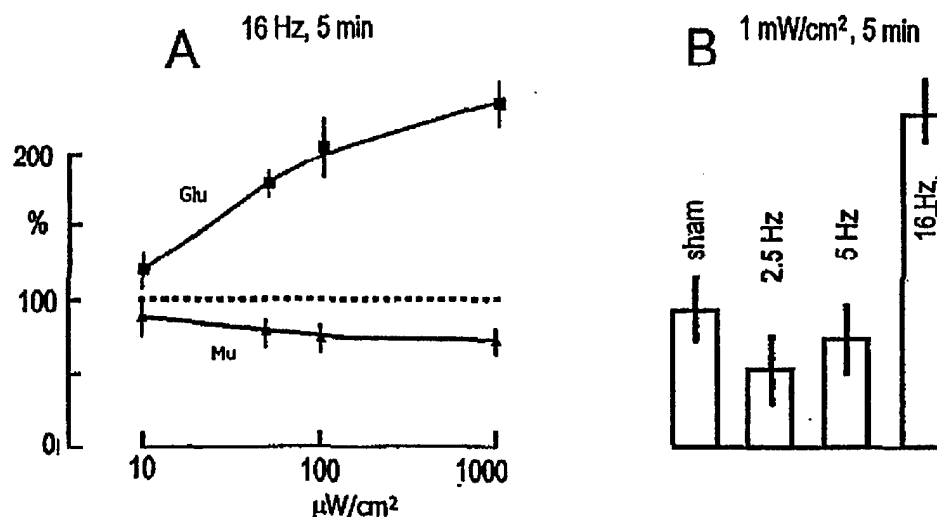 A
16 Hz, 5 min
200
%
100
0
Glu
Mu
10
100
1000
μW/cm²
B
1 mW/cm², 5 min
sham
2.5 Hz
5 Hz
16 Hz